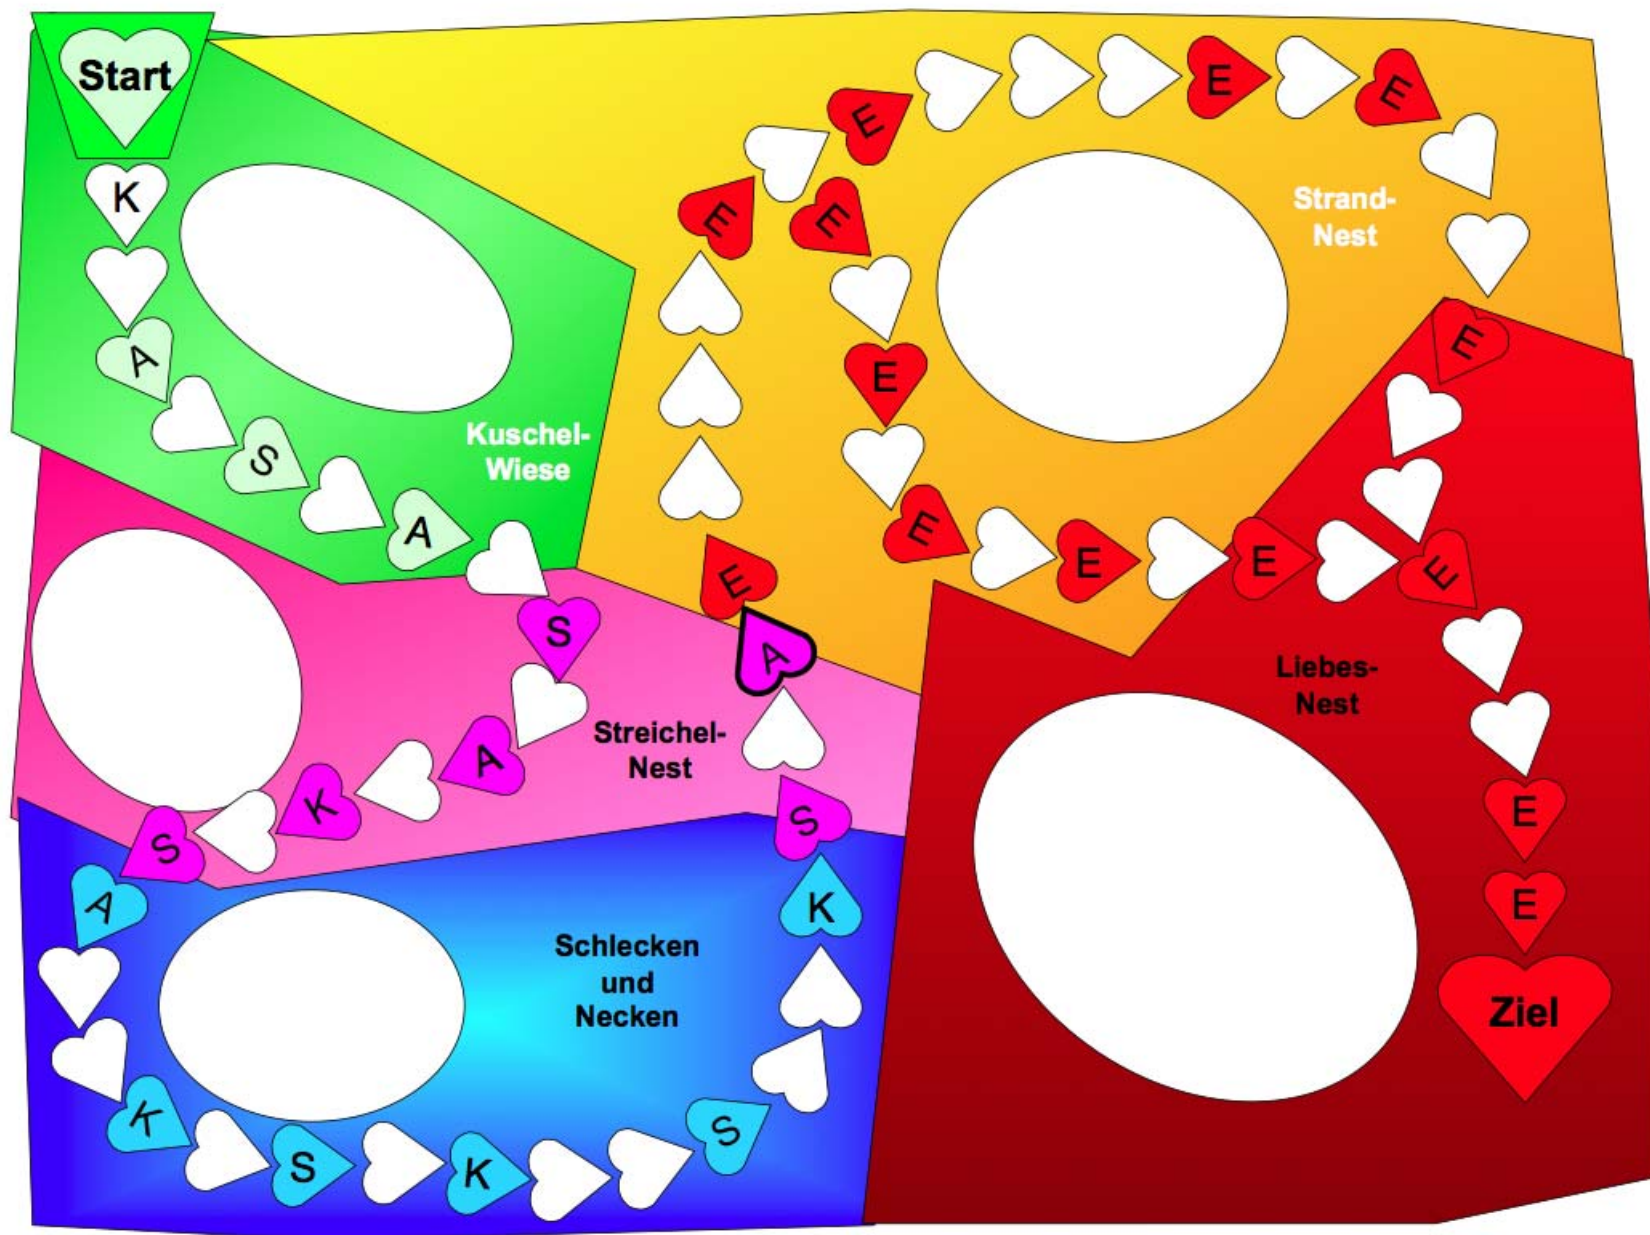 Start
K
A
S
A
Kuschel-
Wiese
S
A
K
S
Streichel-
Nest
A
K
S
K
S
K
Schlecken
und
Necken
S
A
E
E
E
E
E
Strand-
Nest
E
E
E
E
E
E
E
Liebes-
Nest
E
E
Ziel